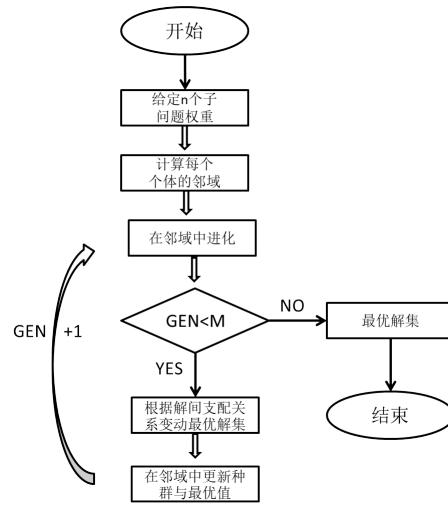 开始
给定n个子
问题权重
计算每个
个体的邻域
在邻域中进化
GEN<M
NO
最优解集
GEN +1
YES
根据解间支配关
系变动最优解集
结束
在邻域中更新种
群与最优值